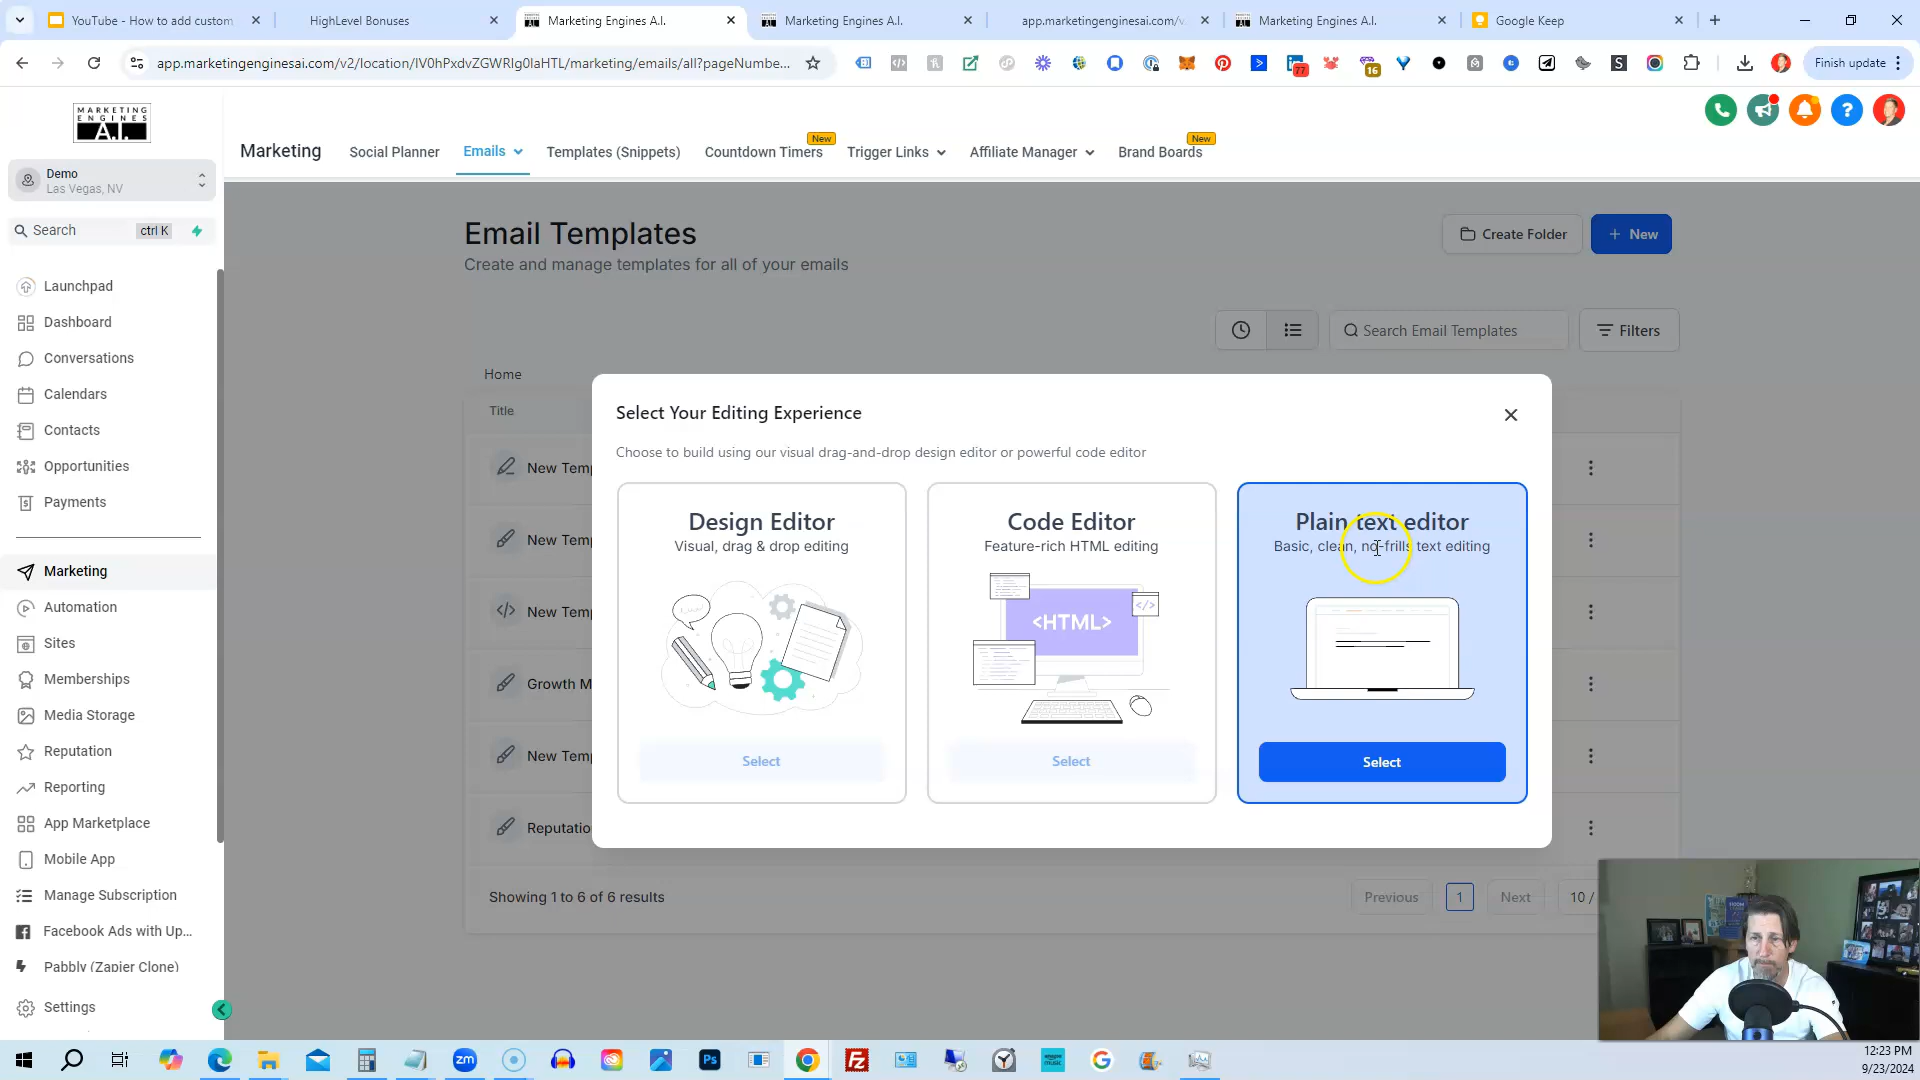 YouTube - How to add custom
HighLevel Bonuses
Marketing Engines A.I.
Marketing Engines A.I.
app.marketingenginesai.com/v
Marketing Engines A.I.
Google Keep
app.marketingenginesai.com/v2/location/IV0hPxdvZGWRIg0laHTL/marketing/emails/all?pageNumbe...
77
16
Finish update
MARKETING
ENGINES
A.I.
Demo
Las Vegas, NV
Search
ctrl K
Launchpad
Dashboard
Conversations
Calendars
Contacts
Opportunities
Payments
Marketing
Automation
Sites
Memberships
Media Storage
Reputation
Reporting
App Marketplace
Mobile App
Manage Subscription
Facebook Ads with Up...
Pabbly (Zapier Clone)
Settings
Marketing
Social Planner
Emails
Templates (Snippets)
Countdown Timers
New
Trigger Links
Affiliate Manager
Brand Boards
New
Email Templates
Create and manage templates for all of your emails
Create Folder
+ New
Search Email Templates
Filters
Home
Title
New Temp
New Temp
New Temp
Growth M
New Temp
Reputatio
Select Your Editing Experience
Choose to build using our visual drag-and-drop design editor or powerful code editor
Design Editor
Visual, drag & drop editing
Select
Code Editor
Feature-rich HTML editing
<HTML>
</>
Select
Plain text editor
Basic, clean, no-frills text editing
Select
Showing 1 to 6 of 6 results
Previous
1
Next
10 /
zm
Ps
12:23 PM
9/23/2024